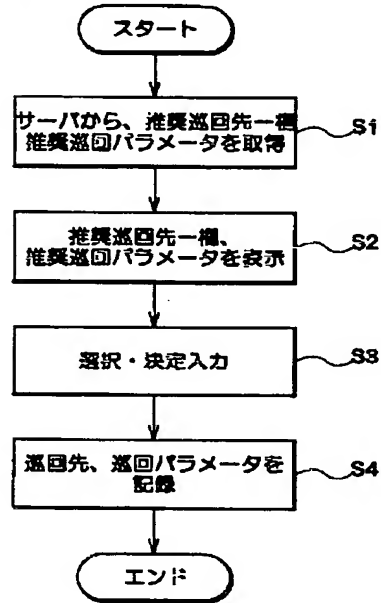 スタート
サーバから、推奨巡回先一欄
推奨巡回パラメータを取得
S1
推奨巡回先一欄、
推奨巡回パラメータを表示
S2
選択・決定入力
S3
巡回先、巡回パラメータを
記録
S4
エンド